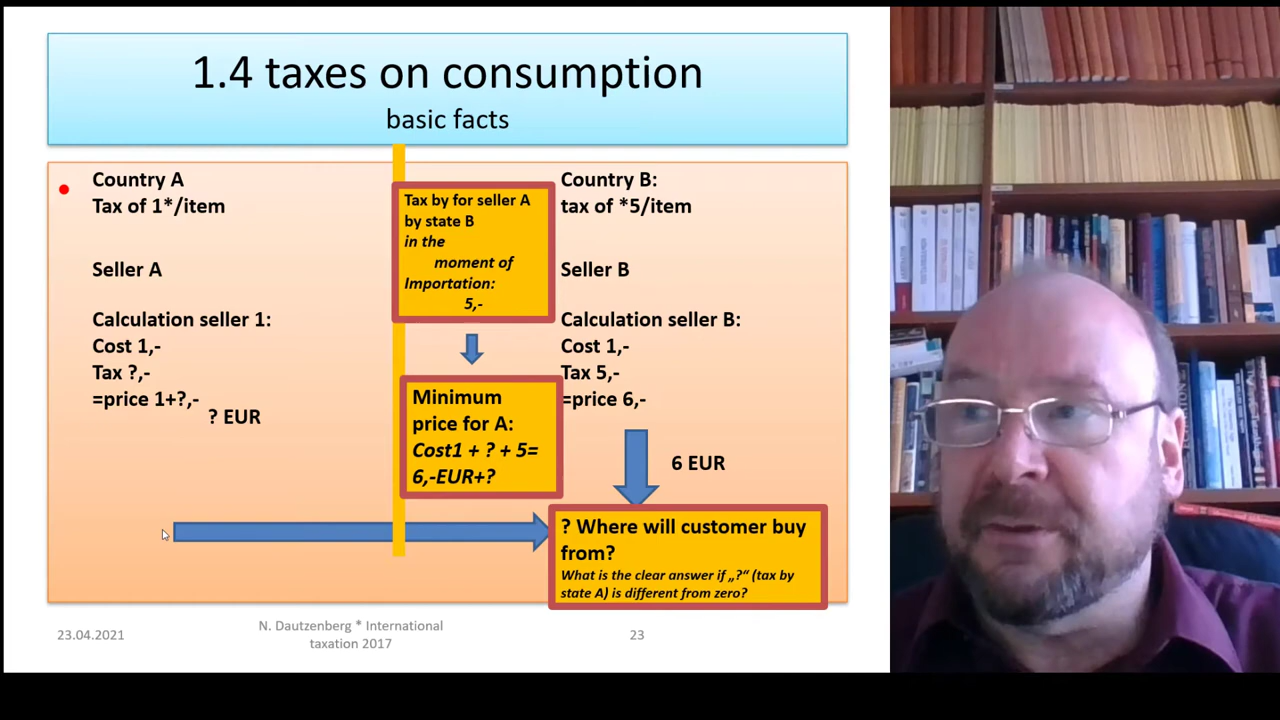 1.4 taxes on consumption
basic facts
Country A
Tax of 1*/item
Seller A
Calculation seller 1:
Cost 1,-
Tax ?,-
=price 1+?,-
? EUR
Tax by for seller A
by state B
in the
moment of
Importation:
5,-
Minimum
price for A:
Cost1 + ? + 5=
6,-EUR+?
Country B:
tax of *5/item
Seller B
Calculation seller B:
Cost 1,-
Tax 5,-
=price 6,-
6 EUR
? Where will customer buy
from?
What is the clear answer if „?“ (tax by
state A) is different from zero?
23.04.2021
N. Dautzenberg * International
taxation 2017
23